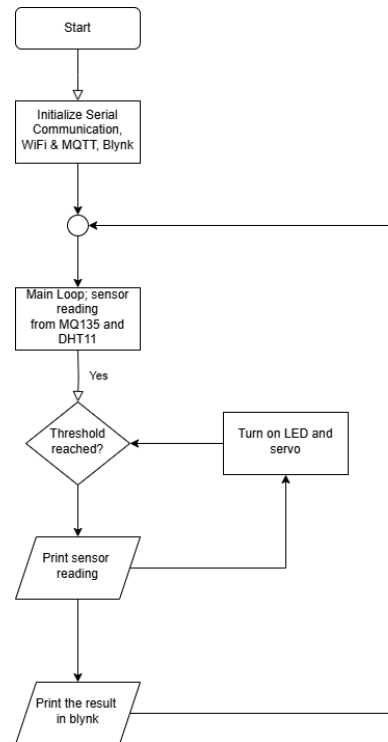 Start
Initialize Serial
Communication,
WiFi & MQTT, Blynk
Main Loop; sensor
reading
from MQ135 and
DHT11
Yes
Threshold
reached?
Turn on LED and
servo
Print sensor
reading
Print the result
in blynk